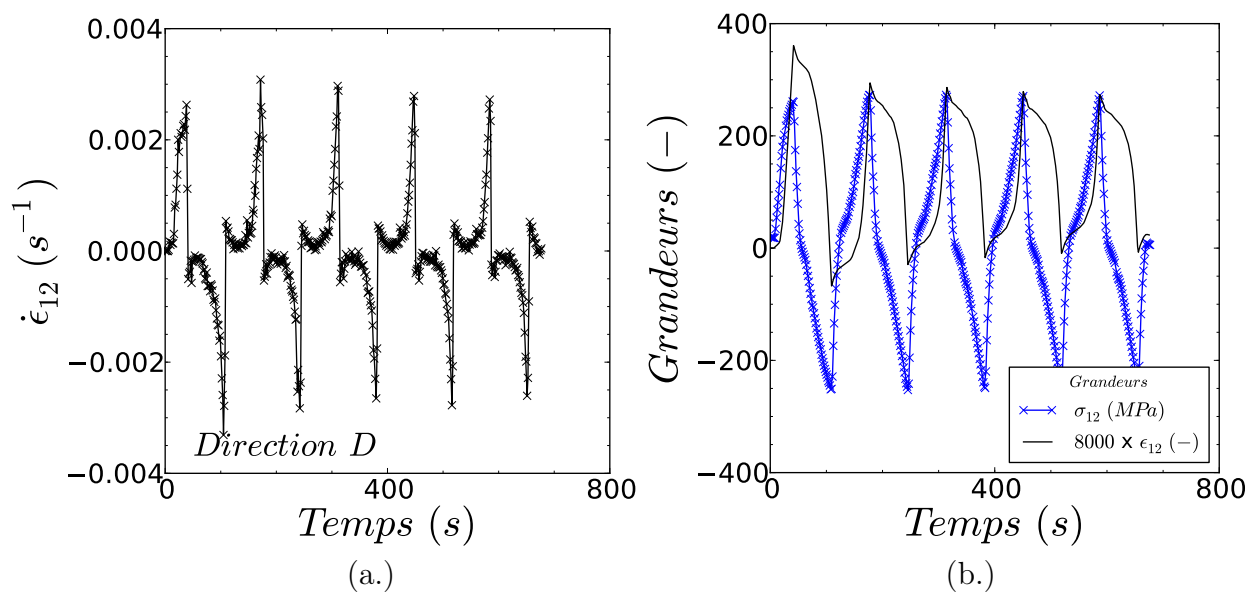 0.004
0.002
0.000
−0.002
−0.004
0
400
800
ϵ̇₁₂ (s⁻¹)
Direction D
Temps (s)
(a.)
400
200
0
−200
−400
0
400
800
Grandeurs (−)
Grandeurs
σ₁₂ (MPa)
8000 x ϵ₁₂ (−)
Temps (s)
(b.)